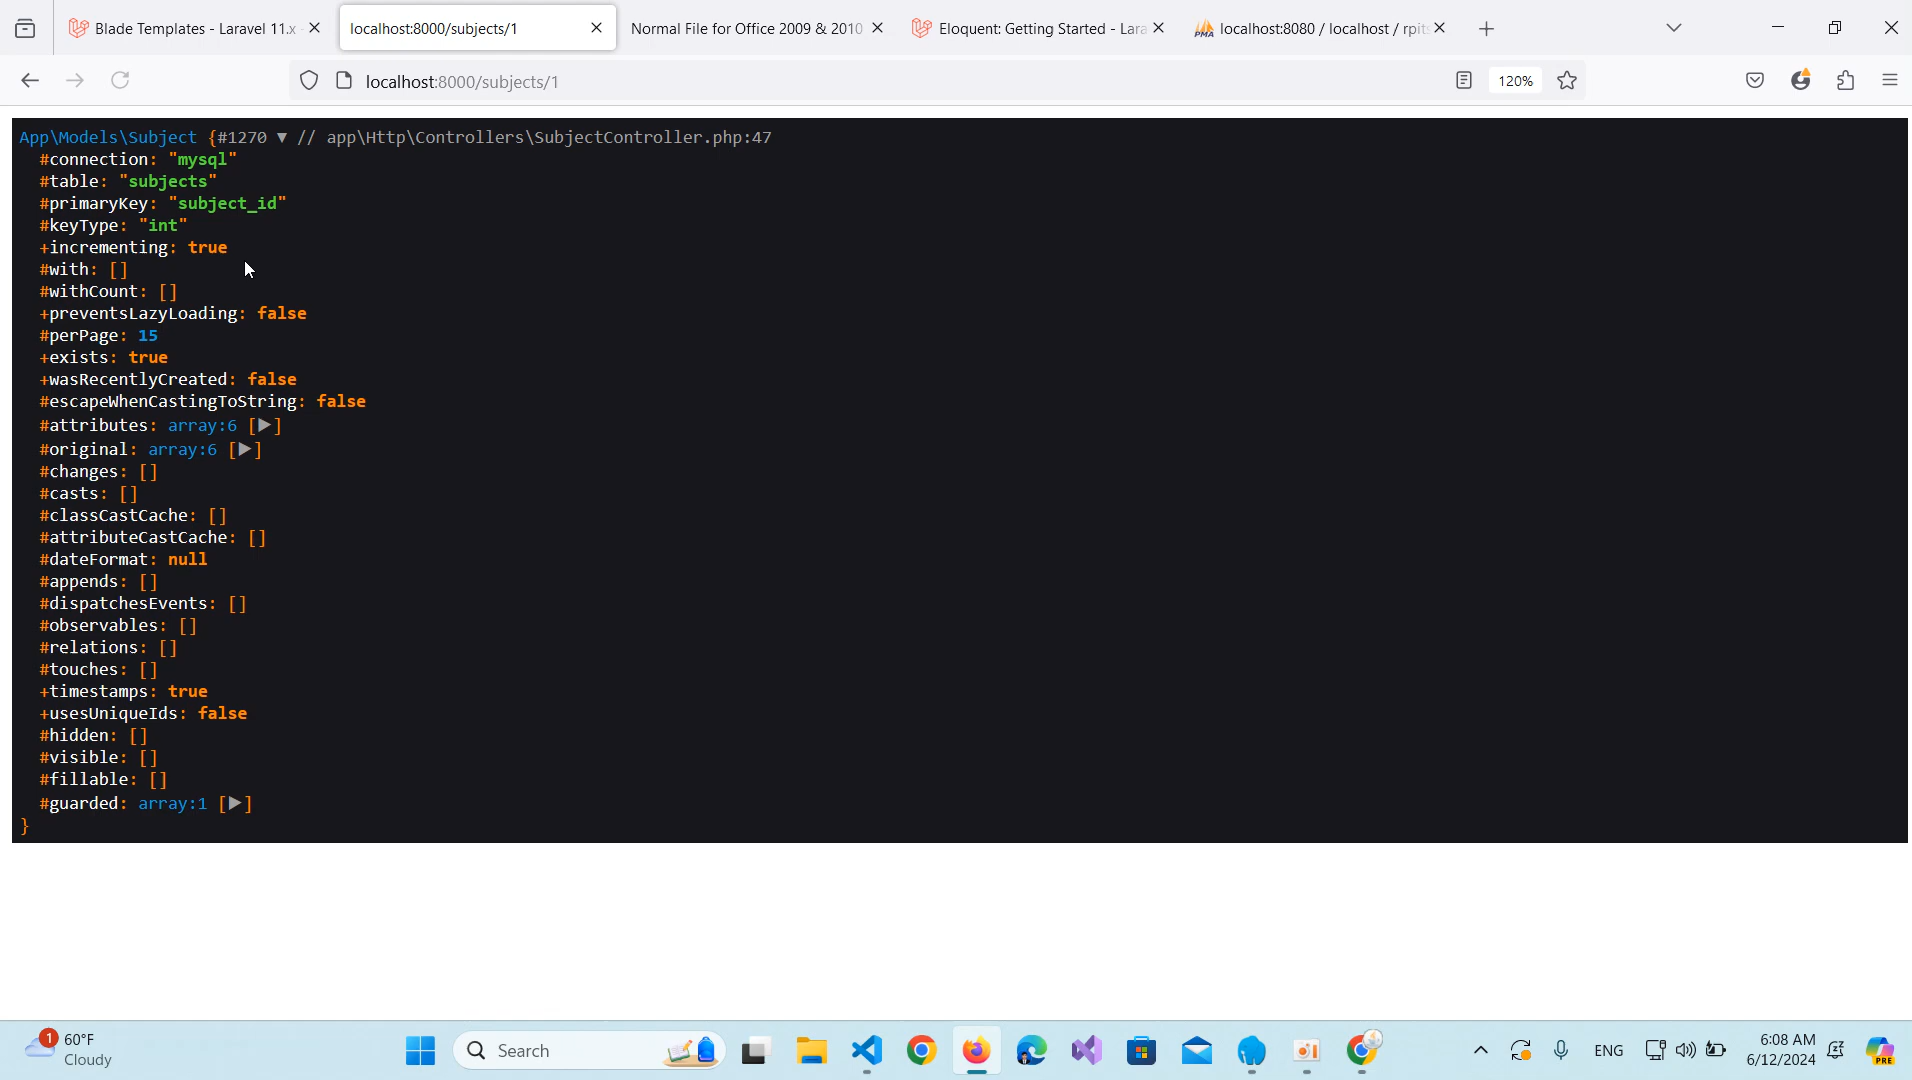 Blade Templates - Laravel 11.x -
localhost:8000/subjects/1
Normal File for Office 2009 & 2010
Eloquent: Getting Started - Lara
PMA localhost:8080 / localhost / rpits
localhost:8000/subjects/1
120%
App\Models\Subject {#1270 ▼ // app\Http\Controllers\SubjectController.php:47
#connection: "mysql"
#table: "subjects"
#primaryKey: "subject_id"
#keyType: "int"
+incrementing: true
#with: []
#withCount: []
+preventsLazyLoading: false
#perPage: 15
+exists: true
+wasRecentlyCreated: false
#escapeWhenCastingToString: false
#attributes: array:6 [▶]
#original: array:6 [▶]
#changes: []
#casts: []
#classCastCache: []
#attributeCastCache: []
#dateFormat: null
#appends: []
#dispatchesEvents: []
#observables: []
#relations: []
#touches: []
+timestamps: true
+usesUniqueIds: false
#hidden: []
#visible: []
#fillable: []
#guarded: array:1 [▶]
}
1
60°F
Cloudy
Search
ENG
6:08 AM
6/12/2024
PRE